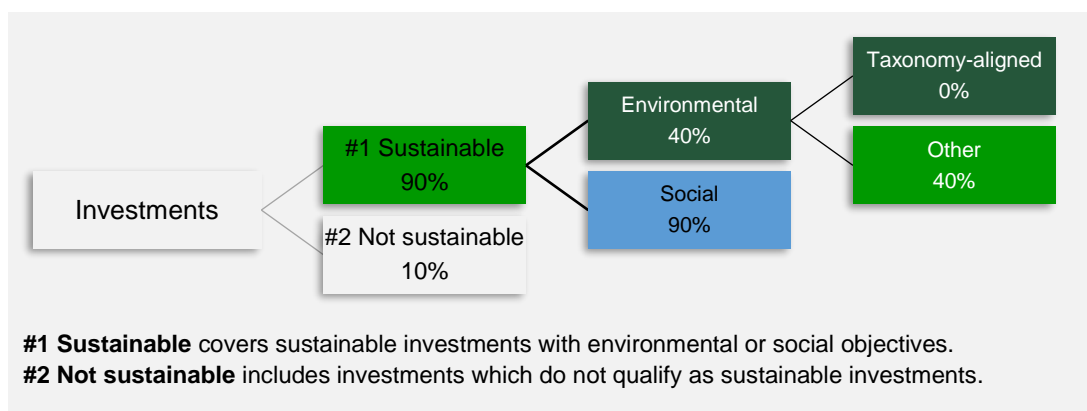 Taxonomy-aligned
0%
Environmental
40%
#1 Sustainable
90%
Other
40%
Investments
Social
90%
#2 Not sustainable
10%
#1 Sustainable covers sustainable investments with environmental or social objectives.
#2 Not sustainable includes investments which do not qualify as sustainable investments.